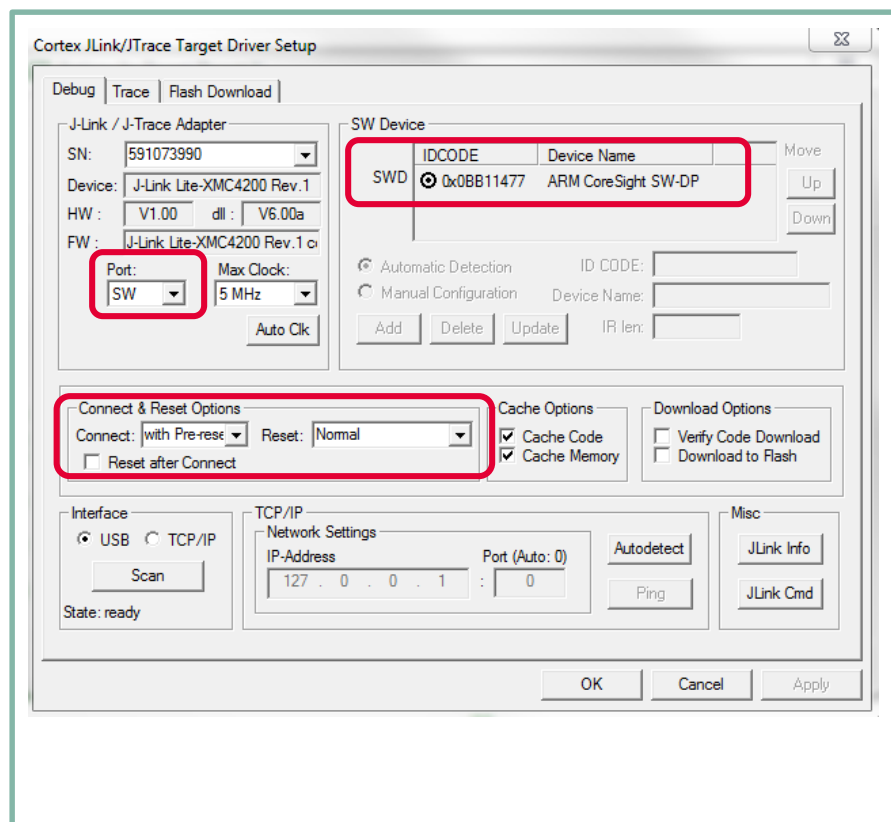 Cortex JLink/JTrace Target Driver Setup
Debug Trace Flash Download
J-Link / J-Trace Adapter
SN: 591073990
Device: J-Link Lite-XMC4200 Rev.1
HW : V1.00 dll : V6.00a
FW : J-Link Lite-XMC4200 Rev.1 co
Port: Max Clock:
SW 5 MHz
Auto Clk
SW Device
IDCODE Device Name Move
SWD 0x0BB11477 ARM CoreSight SW-DP Up
Down
Automatic Detection ID CODE:
Manual Configuration Device Name:
Add Delete Update IR len:
Connect & Reset Options
Connect: with Pre-rese Reset: Normal
Reset after Connect
Cache Options
Cache Code
Cache Memory
Download Options
Verify Code Download
Download to Flash
Interface
USB TCP/IP
Scan
State: ready
TCP/IP
Network Settings
IP-Address Port (Auto: 0)
127 . 0 . 0 . 1 : 0
Autodetect
Ping
Misc
JLink Info
JLink Cmd
OK Cancel Apply